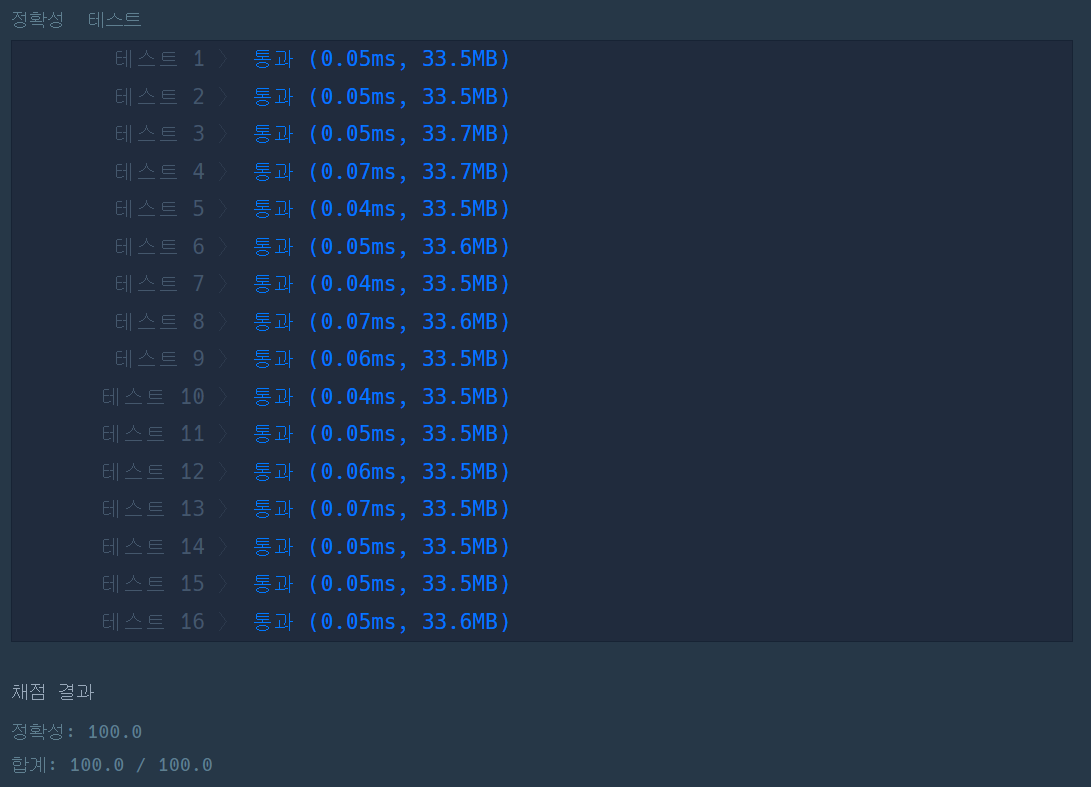 정확성 테스트
테스트 1 〉 통과 (0.05ms, 33.5MB)
테스트 2 〉 통과 (0.05ms, 33.5MB)
테스트 3 〉 통과 (0.05ms, 33.7MB)
테스트 4 〉 통과 (0.07ms, 33.7MB)
테스트 5 〉 통과 (0.04ms, 33.5MB)
테스트 6 〉 통과 (0.05ms, 33.6MB)
테스트 7 〉 통과 (0.04ms, 33.5MB)
테스트 8 〉 통과 (0.07ms, 33.6MB)
테스트 9 〉 통과 (0.06ms, 33.5MB)
테스트 10 〉 통과 (0.04ms, 33.5MB)
테스트 11 〉 통과 (0.05ms, 33.5MB)
테스트 12 〉 통과 (0.06ms, 33.5MB)
테스트 13 〉 통과 (0.07ms, 33.5MB)
테스트 14 〉 통과 (0.05ms, 33.5MB)
테스트 15 〉 통과 (0.05ms, 33.5MB)
테스트 16 〉 통과 (0.05ms, 33.6MB)
채점 결과
정확성: 100.0
합계: 100.0 / 100.0